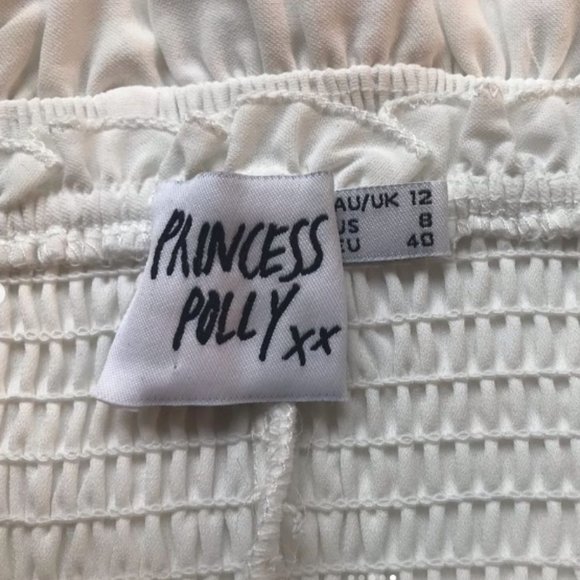 PRINCESS
POLLY xx
AU/UK 12
US 8
EU 40